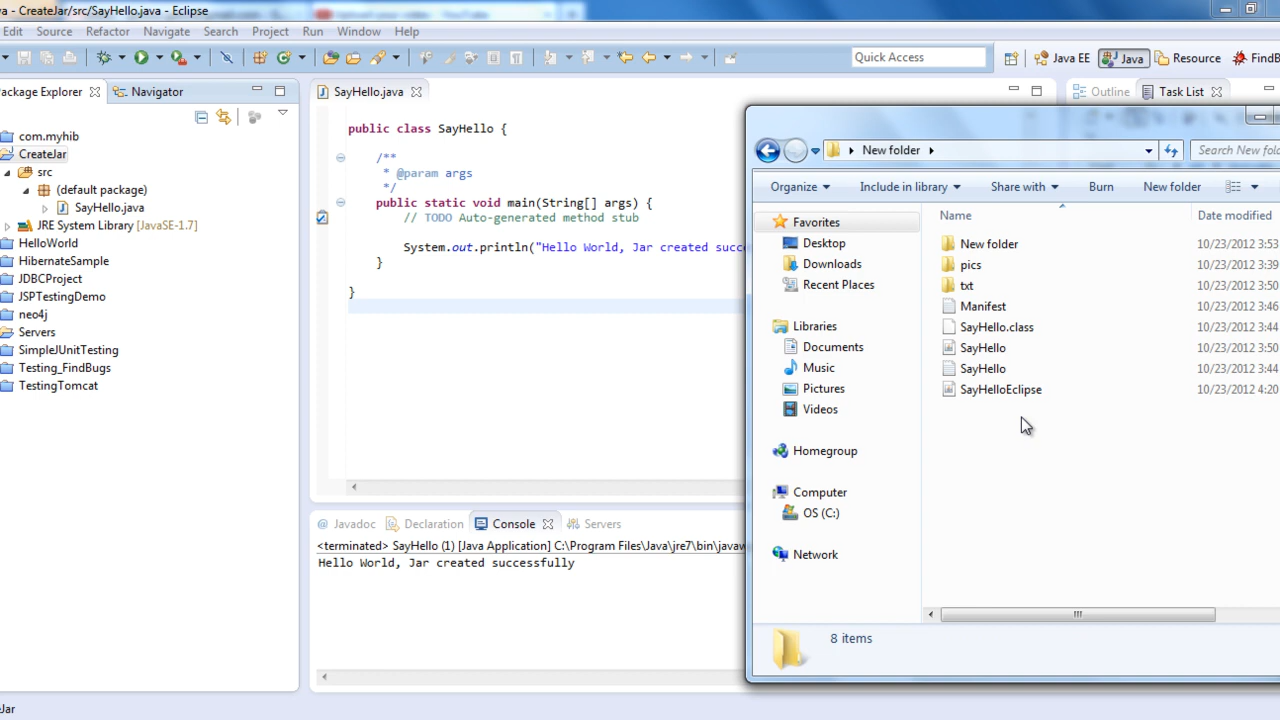 a - CreateJar/src/SayHello.java - Eclipse
Edit Source Refactor Navigate Search Project Run Window Help
Quick Access
Java EE Java Resource FindB
Package Explorer Navigator
com.myhib
CreateJar
src
(default package)
SayHello.java
JRE System Library [JavaSE-1.7]
HelloWorld
HibernateSample
JDBCProject
JSPTestingDemo
neo4j
Servers
SimpleJUnitTesting
Testing_FindBugs
TestingTomcat
SayHello.java
public class SayHello {
/**
* @param args
*/
public static void main(String[] args) {
// TODO Auto-generated method stub
System.out.println("Hello World, Jar created succe
}
}
@ Javadoc Declaration Console Servers
<terminated> SayHello (1) [Java Application] C:\Program Files\Java\jre7\bin\javaw
Hello World, Jar created successfully
Outline Task List
New folder
Search New fold
Organize Include in library Share with Burn New folder
Favorites
Desktop
Downloads
Recent Places
Libraries
Documents
Music
Pictures
Videos
Homegroup
Computer
OS (C:)
Network
Name Date modified
New folder 10/23/2012 3:53
pics 10/23/2012 3:39
txt 10/23/2012 3:50
Manifest 10/23/2012 3:46
SayHello.class 10/23/2012 3:44
SayHello 10/23/2012 3:50
SayHello 10/23/2012 3:44
SayHelloEclipse 10/23/2012 4:20
8 items
Jar